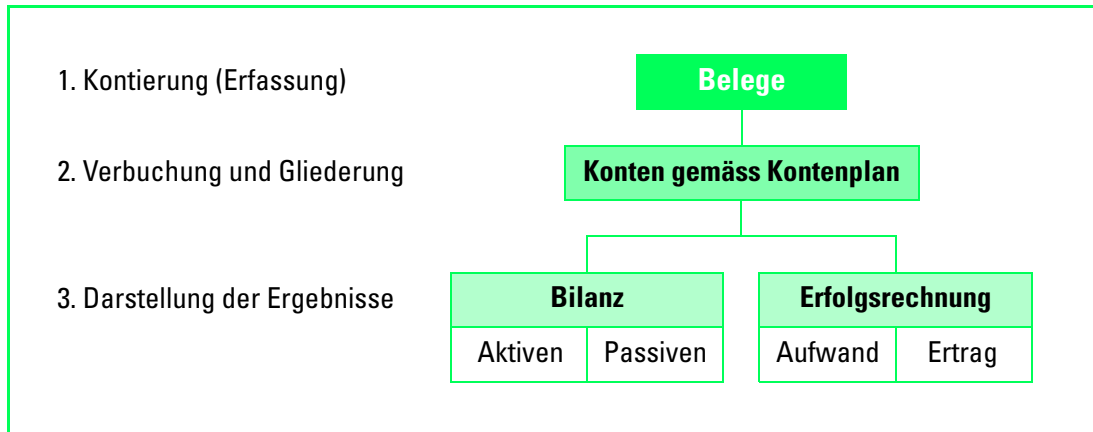 1. Kontierung (Erfassung)
Belege
2. Verbuchung und Gliederung
Konten gemäss Kontenplan
3. Darstellung der Ergebnisse
Bilanz
Erfolgsrechnung
Aktiven
Passiven
Aufwand
Ertrag